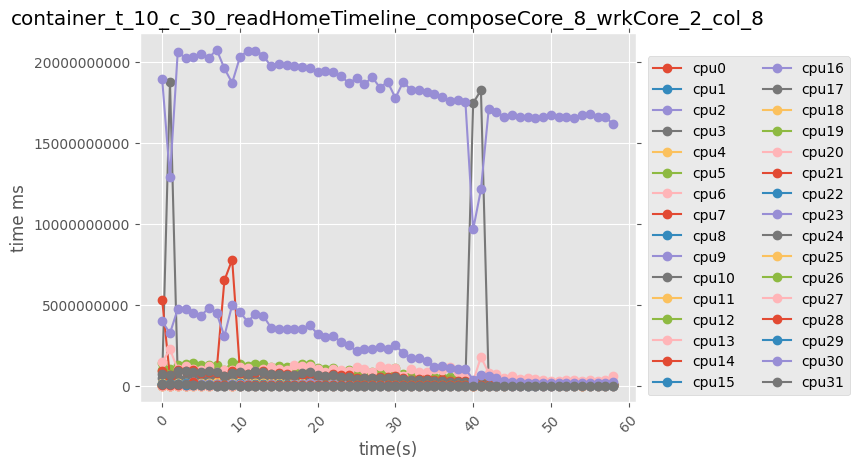 container_t_10_c_30_readHomeTimeline_composeCore_8_wrkCore_2_col_8
20000000000
15000000000
10000000000
5000000000
0
time ms
0
10
20
30
40
50
60
time(s)
cpu0
cpu1
cpu2
cpu3
cpu4
cpu5
cpu6
cpu7
cpu8
cpu9
cpu10
cpu11
cpu12
cpu13
cpu14
cpu15
cpu16
cpu17
cpu18
cpu19
cpu20
cpu21
cpu22
cpu23
cpu24
cpu25
cpu26
cpu27
cpu28
cpu29
cpu30
cpu31